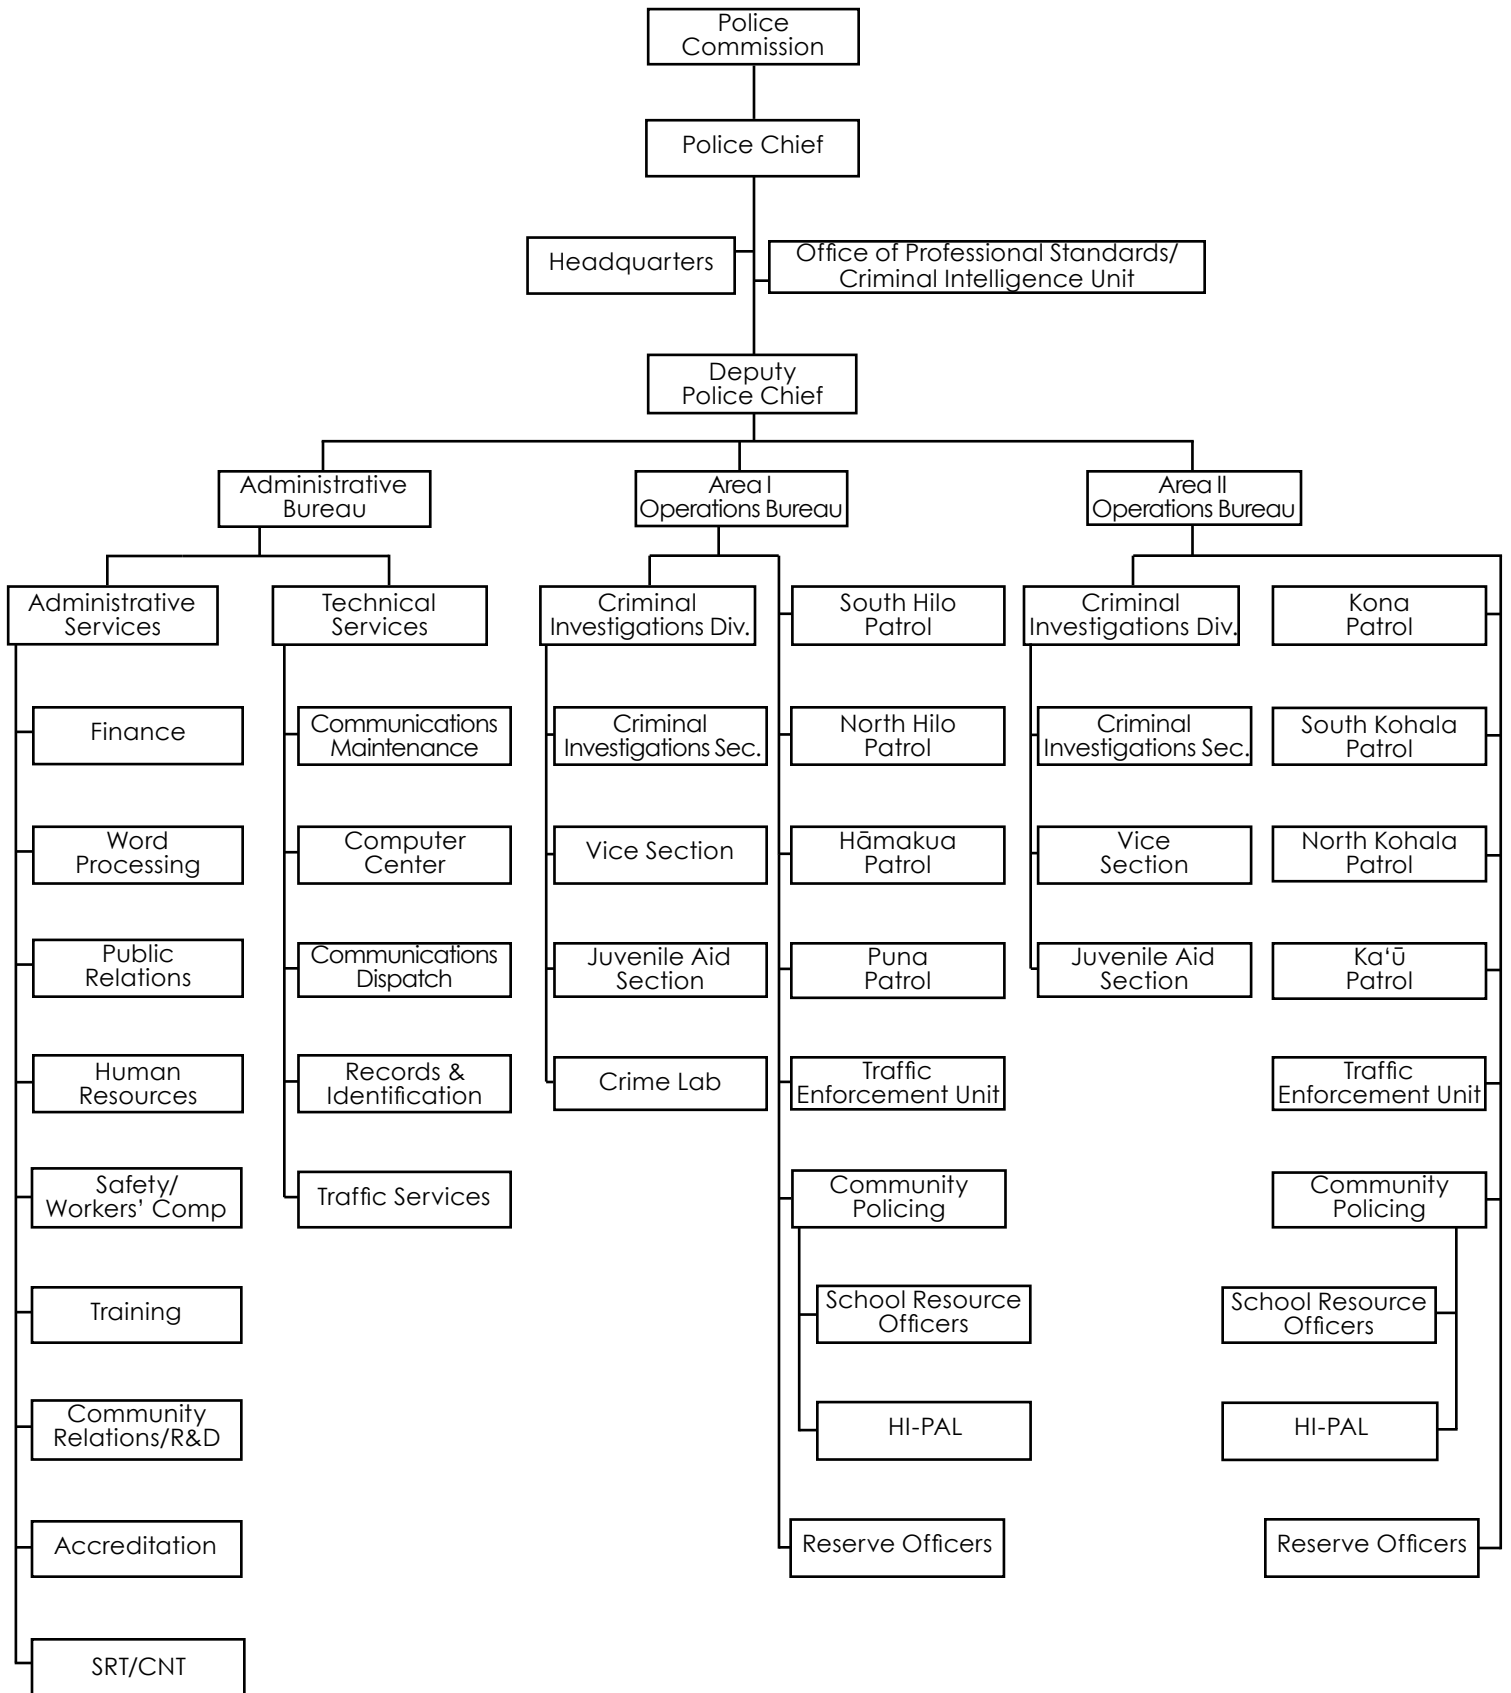 Police
Commission
Police Chief
Headquarters
Office of Professional Standards/
Criminal Intelligence Unit
Deputy
Police Chief
Administrative
Bureau
Area I
Operations Bureau
Area II
Operations Bureau
Administrative
Services
Finance
Word
Processing
Public
Relations
Human
Resources
Safety/
Workers’ Comp
Training
Community
Relations/R&D
Accreditation
SRT/CNT
Technical
Services
Communications
Maintenance
Computer
Center
Communications
Dispatch
Records &
Identification
Traffic Services
Criminal
Investigations Div.
Criminal
Investigations Sec.
Vice Section
Juvenile Aid
Section
Crime Lab
South Hilo
Patrol
North Hilo
Patrol
Hāmakua
Patrol
Puna
Patrol
Traffic
Enforcement Unit
Community
Policing
School Resource
Officers
HI-PAL
Reserve Officers
Criminal
Investigations Div.
Criminal
Investigations Sec.
Vice
Section
Juvenile Aid
Section
Kona
Patrol
South Kohala
Patrol
North Kohala
Patrol
Ka‘ū
Patrol
Traffic
Enforcement Unit
Community
Policing
School Resource
Officers
HI-PAL
Reserve Officers